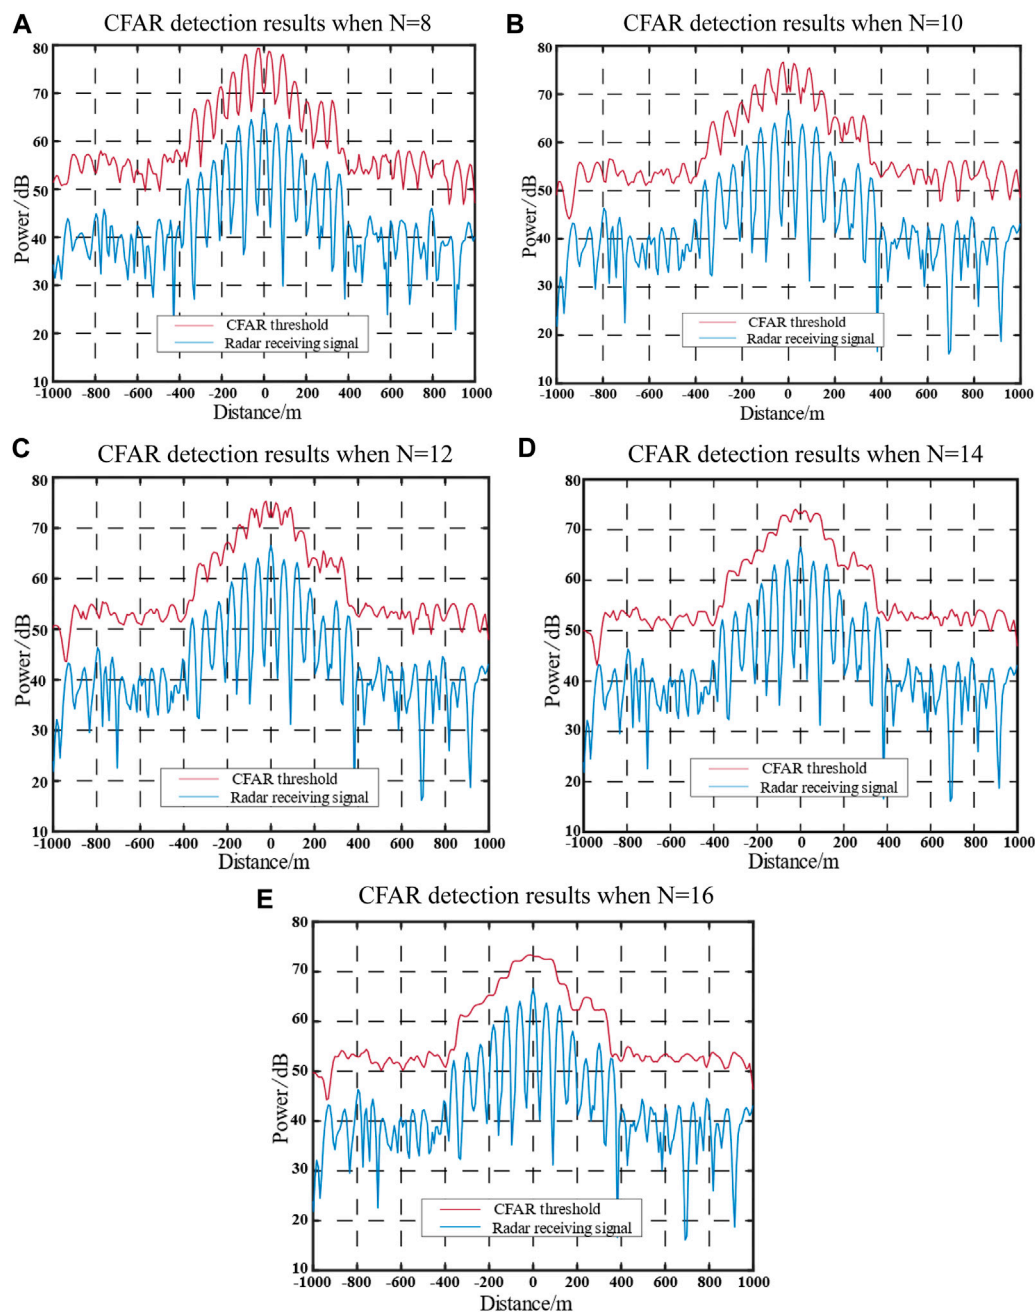 A
CFAR detection results when N=8
80
70
60
50
40
30
20
10
Power/dB
CFAR threshold
Radar receiving signal
-1000 -800 -600 -400 -200 0 200 400 600 800 1000
Distance/m
B
CFAR detection results when N=10
80
70
60
50
40
30
20
10
Power/dB
CFAR threshold
Radar receiving signal
-1000 -800 -600 -400 -200 0 200 400 600 800 1000
Distance/m
C
CFAR detection results when N=12
80
70
60
50
40
30
20
10
Power/dB
CFAR threshold
Radar receiving signal
-1000 -800 -600 -400 -200 0 200 400 600 800 1000
Distance/m
D
CFAR detection results when N=14
80
70
60
50
40
30
20
10
Power/dB
CFAR threshold
Radar receiving signal
-1000 -800 -600 -400 -200 0 200 400 600 800 1000
Distance/m
E
CFAR detection results when N=16
80
70
60
50
40
30
20
10
Power/dB
CFAR threshold
Radar receiving signal
-1000 -800 -600 -400 -200 0 200 400 600 800 1000
Distance/m